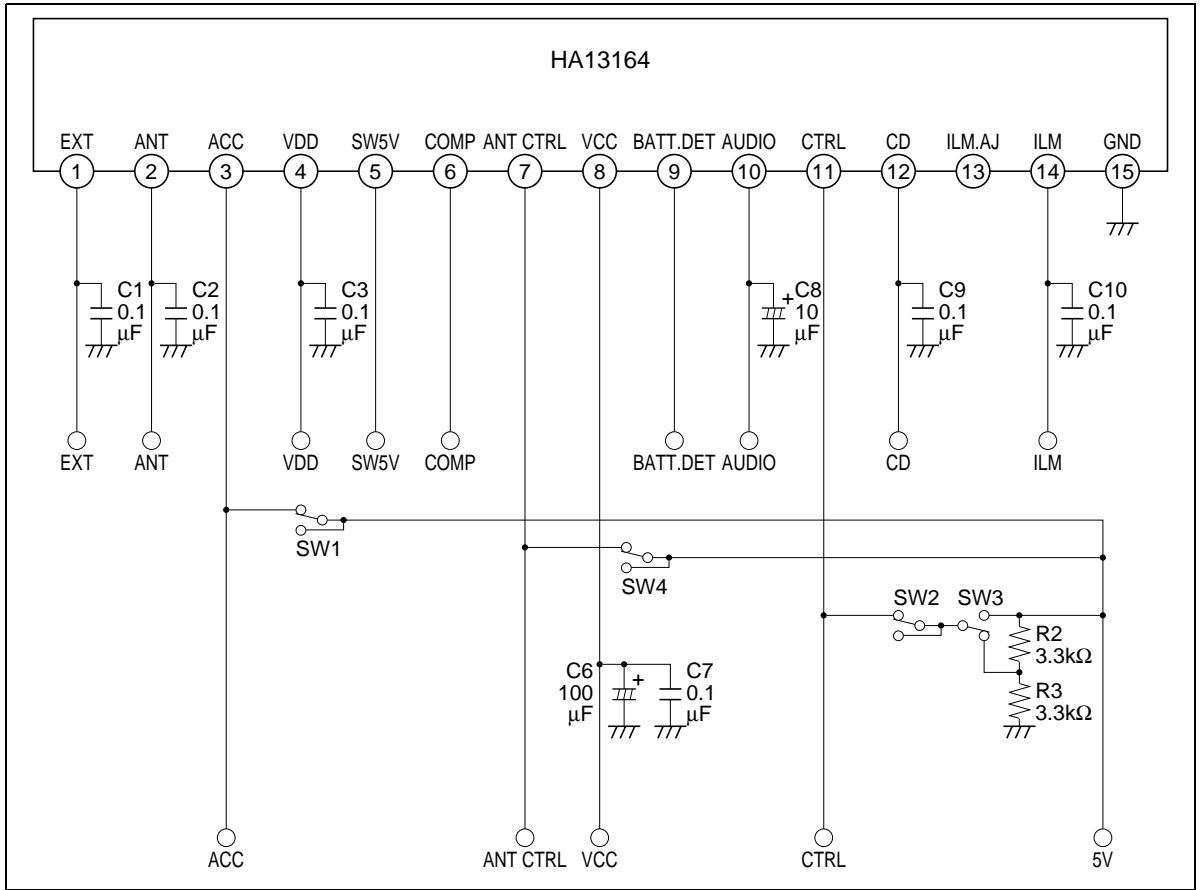 HA13164
EXT ANT ACC VDD SW5V COMP ANT CTRL VCC BATT.DET AUDIO CTRL CD ILM.AJ ILM GND
1 2 3 4 5 6 7 8 9 10 11 12 13 14 15
C1 C2 C3 C8 C9 C10
0.1 0.1 0.1 + 10 0.1 0.1
µF µF µF µF µF µF
EXT ANT VDD SW5V COMP BATT.DET AUDIO CD ILM
SW1
SW4
SW2 SW3
R2
3.3kΩ
C6 + C7
100 0.1
µF µF
R3
3.3kΩ
ACC ANT CTRL VCC CTRL 5V